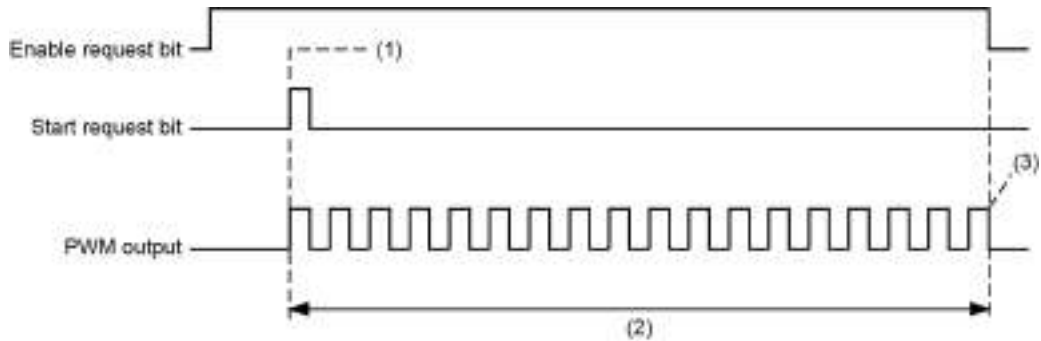 Enable request bit
(1)
Start request bit
(3)
PWM output
(2)